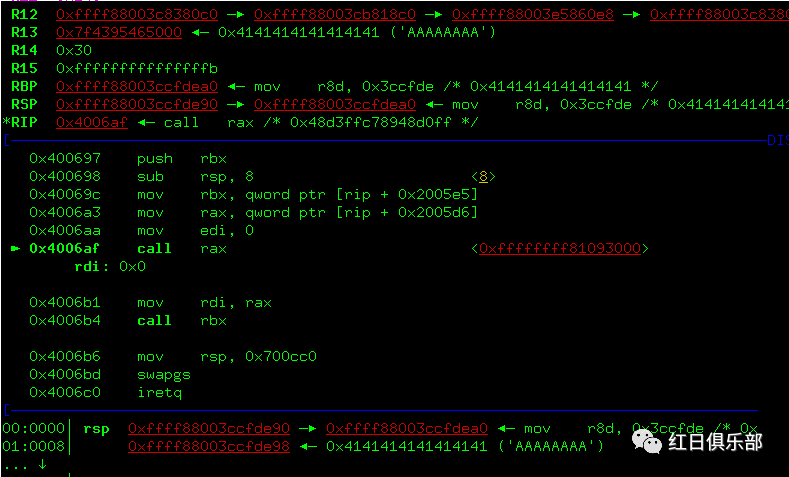 R12 0xffff88003c8380c0 —▸ 0xffff88003cb818c0 —▸ 0xffff88003e5860e8 —▸ 0xffff88003c8380
R13 0x7f4395465000 ◂— 0x4141414141414141 ('AAAAAAAA')
R14 0x30
R15 0xfffffffffffffffb
RBP 0xffff88003ccfdea0 ◂— mov r8d, 0x3ccfde /* 0x4141414141414141 */
RSP 0xffff88003ccfde90 —▸ 0xffff88003ccfdea0 ◂— mov r8d, 0x3ccfde /* 0x414141414141
*RIP 0x4006af ◂— call rax /* 0x48d3ffc78948d0ff */
DIS
0x400697 push rbx
0x400698 sub rsp, 8 <8>
0x40069c mov rbx, qword ptr [rip + 0x2005e5]
0x4006a3 mov rax, qword ptr [rip + 0x2005d6]
0x4006aa mov edi, 0
► 0x4006af call rax <0xffffffff81093000>
rdi: 0x0
0x4006b1 mov rdi, rax
0x4006b4 call rbx
0x4006b6 mov rsp, 0x700cc0
0x4006bd swapgs
0x4006c0 iretq
00:0000│ rsp 0xffff88003ccfde90 —▸ 0xffff88003ccfdea0 ◂— mov r8d, 0x3ccfde /* 0x
01:0008│ 0xffff88003ccfde98 ◂— 0x4141414141414141 ('AAAAAAAA')
... ↓
红日俱乐部